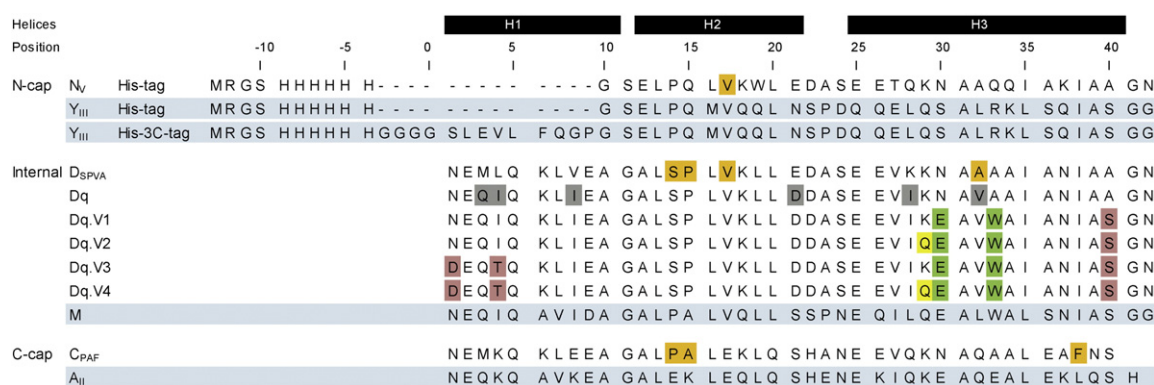 Helices H1 H2 H3
Position -10 -5 0 5 10 15 20 25 30 35 40
N-cap NV His-tag MRGS HHHHH H- - - - - - - - - - - - - G SELPQ LVKWL EDASE ETQKN AAQQI AKIAA GN
YIII His-tag MRGS HHHHH H- - - - - - - - - - - - - G SELPQ MVQQL NSPDQ QELQS ALRKL SQIAS GG
YIII His-3C-tag MRGS HHHHH HGGGG SLEVL FQGPG SELPQ MVQQL NSPDQ QELQS ALRKL SQIAS GG
Internal DSPVA NEMLQ KLVEA GALSP LVKLL EDASE EVKKN AAAAI ANIAA GN
Dq NEQIQ KLIEA GALSP LVKLL DDASE EVIKN AVAAI ANIAA GN
Dq.V1 NEQIQ KLIEA GALSP LVKLL DDASE EVIKE AVWAI ANIAS GN
Dq.V2 NEQIQ KLIEA GALSP LVKLL DDASE EVIQE AVWAI ANIAS GN
Dq.V3 DEQTQ KLIEA GALSP LVKLL DDASE EVIKE AVWAI ANIAS GN
Dq.V4 DEQTQ KLIEA GALSP LVKLL DDASE EVIQE AVWAI ANIAS GN
M NEQIQ AVIDA GALPA LVQLL SSPNE QILQE ALWAL SNIAS GG
C-cap CPAF NEMKQ KLEEA GALPA LEKLQ SHANE EVQKN AQAAL EAFNS
AII NEQKQ AVKEA GALEK LEQLQ SHENE KIQKE AQEAL EKLQS H